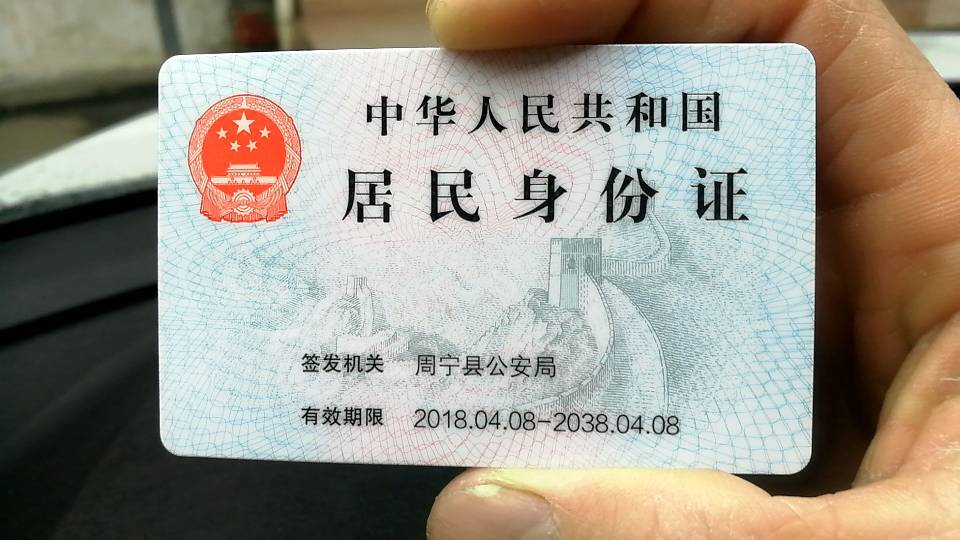 中华人民共和国
居民身份证
签发机关 周宁县公安局
有效期限 2018.04.08-2038.04.08